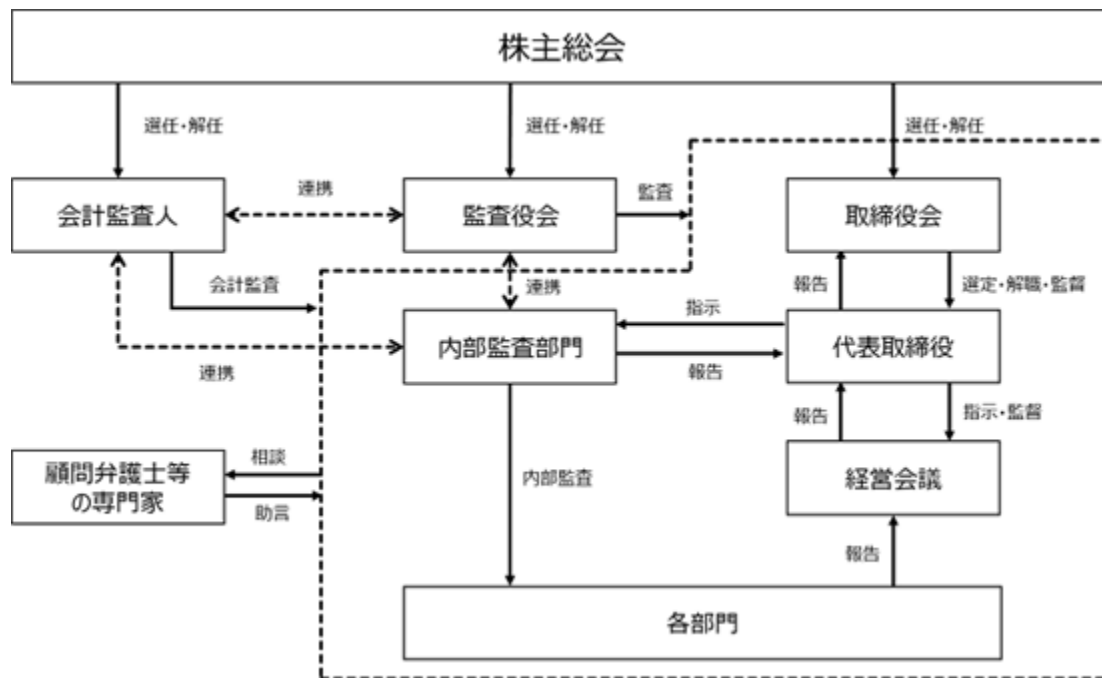 株主総会
選任・解任
選任・解任
選任・解任
会計監査人
連携
監査役会
監査
取締役会
会計監査
連携
報告
選定・解職・監督
内部監査部門
指示
報告
代表取締役
連携
報告
指示・監督
顧問弁護士等
の専門家
相談
助言
内部監査
経営会議
報告
各部門